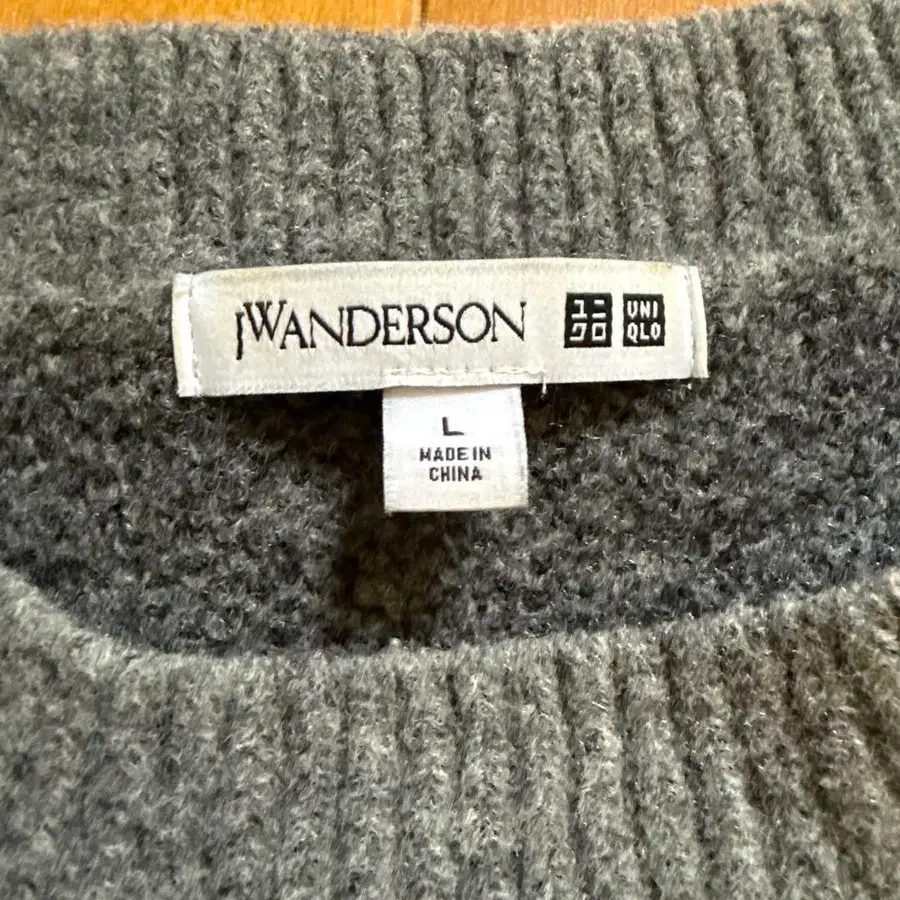 JWANDERSON ユニ UNI
クロ QLO
L
MADE IN
CHINA